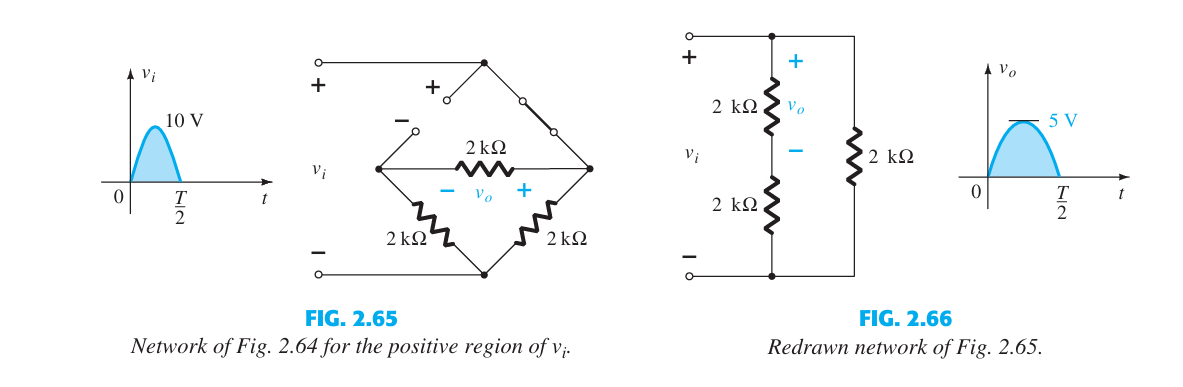 v_i
10 V
0
T
2
t
+
+
−
v_i
2 kΩ
− v_o +
2 kΩ
2 kΩ
−
FIG. 2.65
Network of Fig. 2.64 for the positive region of v_i.
+
+
2 kΩ
v_o
v_i
−
2 kΩ
2 kΩ
−
v_o
5 V
0
T
2
t
FIG. 2.66
Redrawn network of Fig. 2.65.